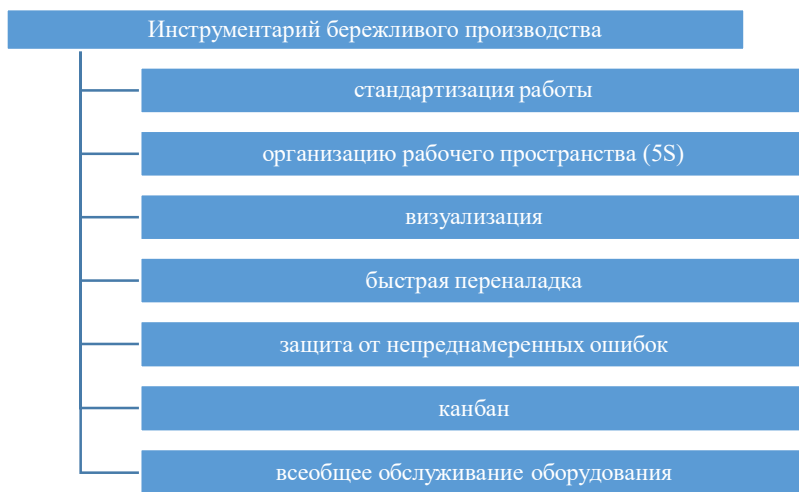 Инструментарий бережливого производства
стандартизация работы
организацию рабочего пространства (5S)
визуализация
быстрая переналадка
защита от непреднамеренных ошибок
канбан
всеобщее обслуживание оборудования